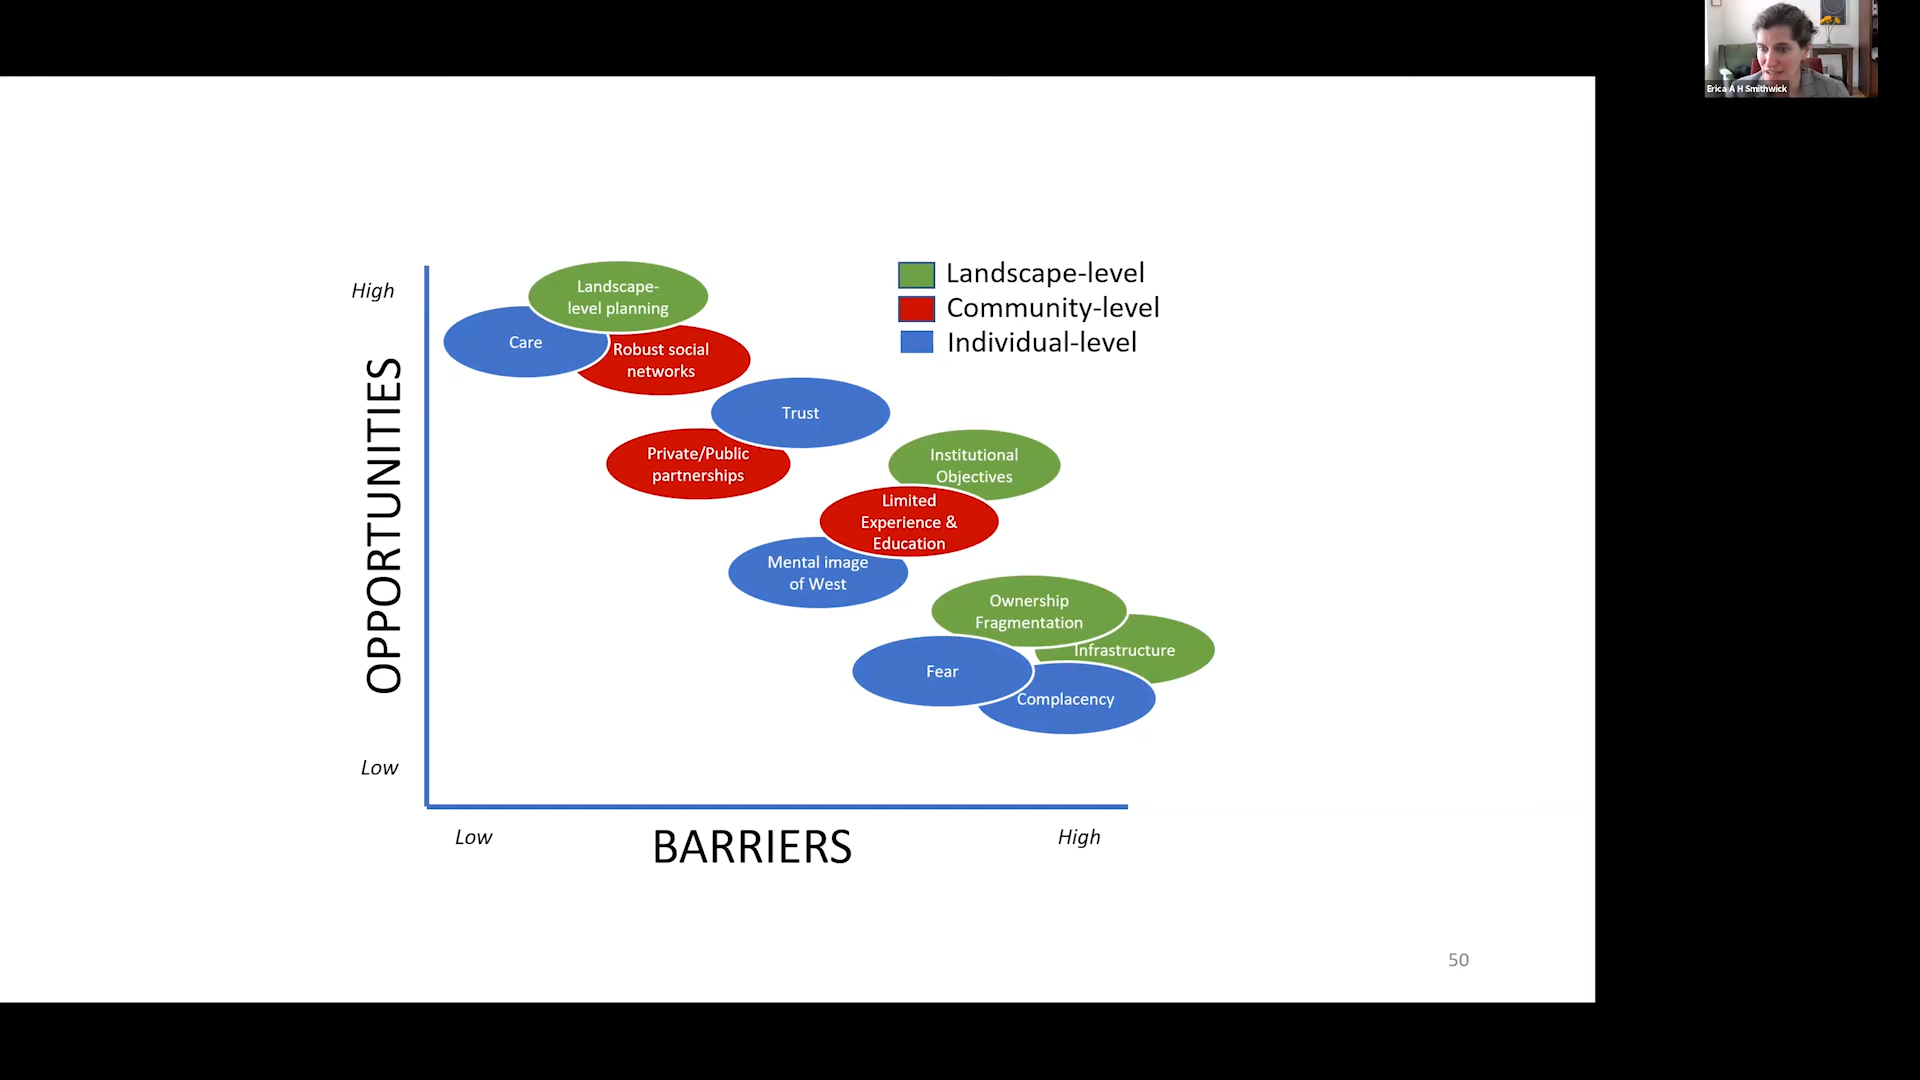 Erica A H Smithwick
High
OPPORTUNITIES
Low
Landscape-
level planning
Care
Robust social
networks
Trust
Private/Public
partnerships
Institutional
Objectives
Limited
Experience &
Education
Mental image
of West
Ownership
Fragmentation
Infrastructure
Fear
Complacency
Landscape-level
Community-level
Individual-level
Low
BARRIERS
High
50